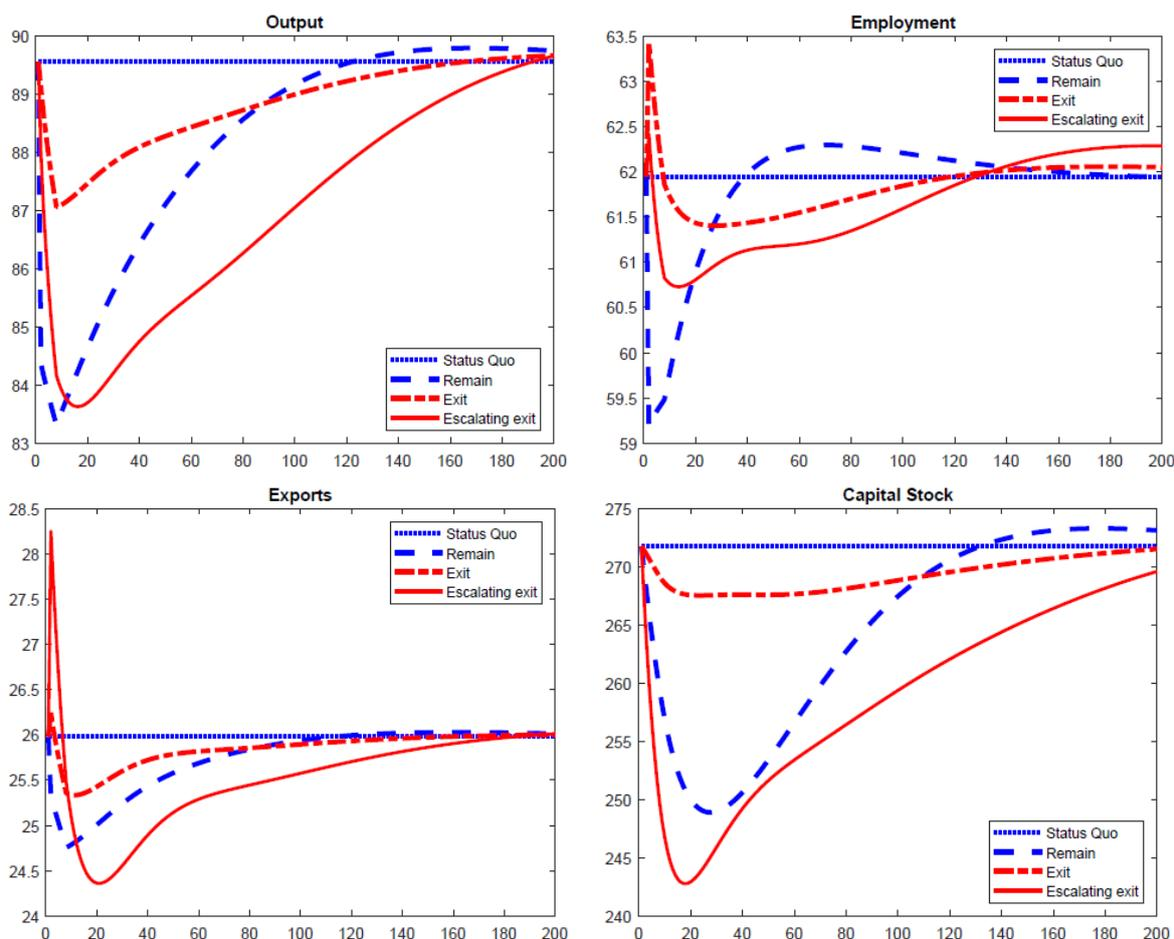 Output
90
89
88
87
86
85
84
83
0 20 40 60 80 100 120 140 160 180 200
Status Quo
Remain
Exit
Escalating exit
Employment
63.5
63
62.5
62
61.5
61
60.5
60
59.5
59
0 20 40 60 80 100 120 140 160 180 200
Status Quo
Remain
Exit
Escalating exit
Exports
28.5
28
27.5
27
26.5
26
25.5
25
24.5
24
0 20 40 60 80 100 120 140 160 180 200
Status Quo
Remain
Exit
Escalating exit
Capital Stock
275
270
265
260
255
250
245
240
0 20 40 60 80 100 120 140 160 180 200
Status Quo
Remain
Exit
Escalating exit